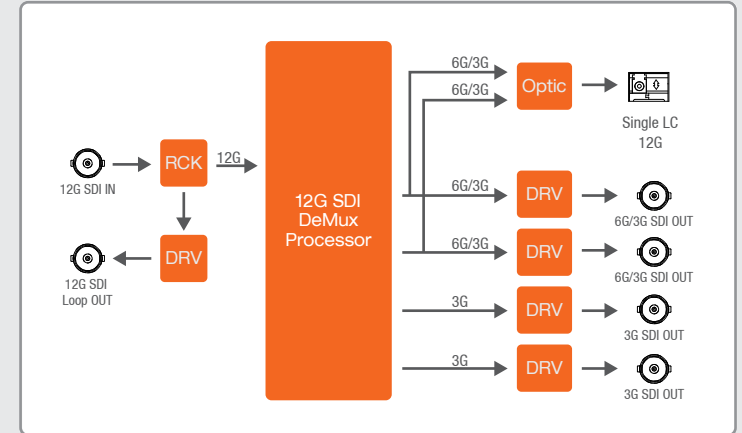 6G/3G
6G/3G
Optic
Single LC
12G
RCK
12G
12G SDI IN
12G SDI
DeMux
Processor
DRV
12G SDI
Loop OUT
6G/3G
DRV
6G/3G SDI OUT
6G/3G
DRV
6G/3G SDI OUT
3G
DRV
3G SDI OUT
3G
DRV
3G SDI OUT